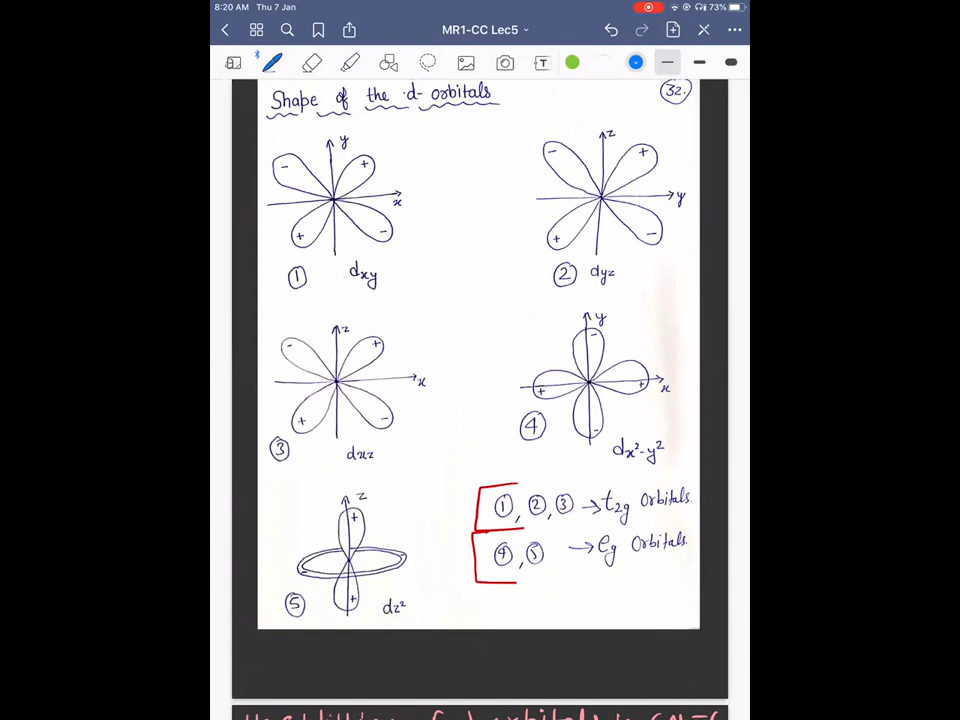 8:20 AM Thu 7 Jan
73%
MR1-CC Lec5
T
Shape of the d-orbitals
32.
y
- +
x
+ -
① dxy
z
- +
y
+ -
② dyz
z
- +
x
+ -
③ dxz
y
-
+ + x
-
④ dx²-y²
z
+
+
⑤ dz²
①, ②, ③ → t2g Orbitals.
④, ⑤ → eg Orbitals.